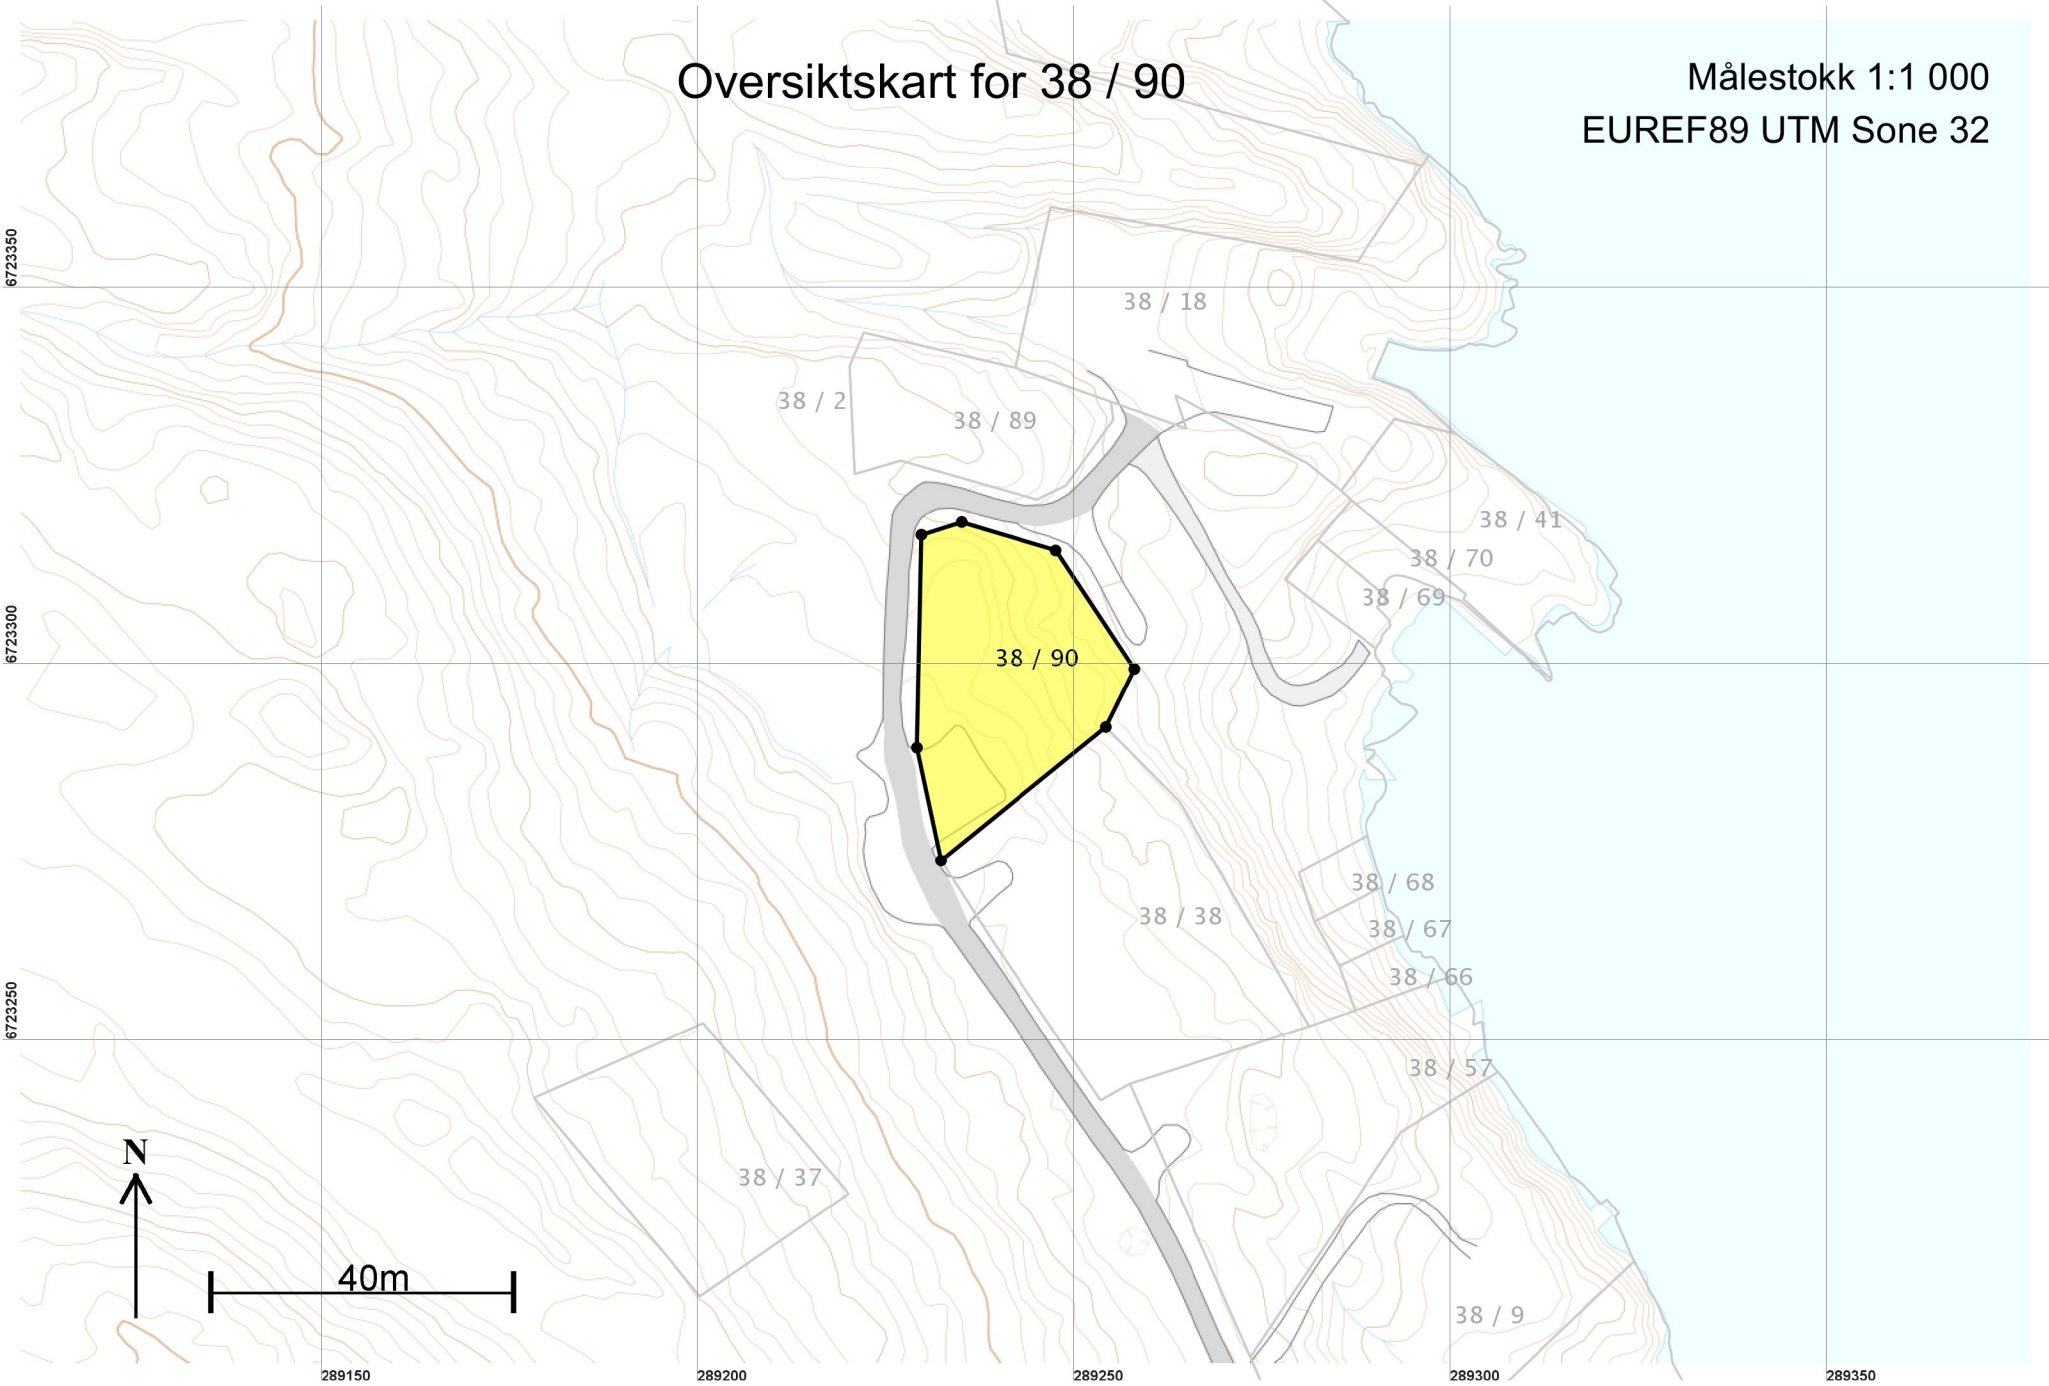 Oversiktskart for 38 / 90
Målestokk 1:1 000
EUREF89 UTM Sone 32
6723350
38 / 18
38 / 2
38 / 89
38 / 41
38 / 70
38 / 69
6723300
38 / 90
38 / 68
38 / 38
38 / 67
38 / 66
6723250
38 / 57
N
38 / 37
40m
38 / 9
289150
289200
289250
289300
289350